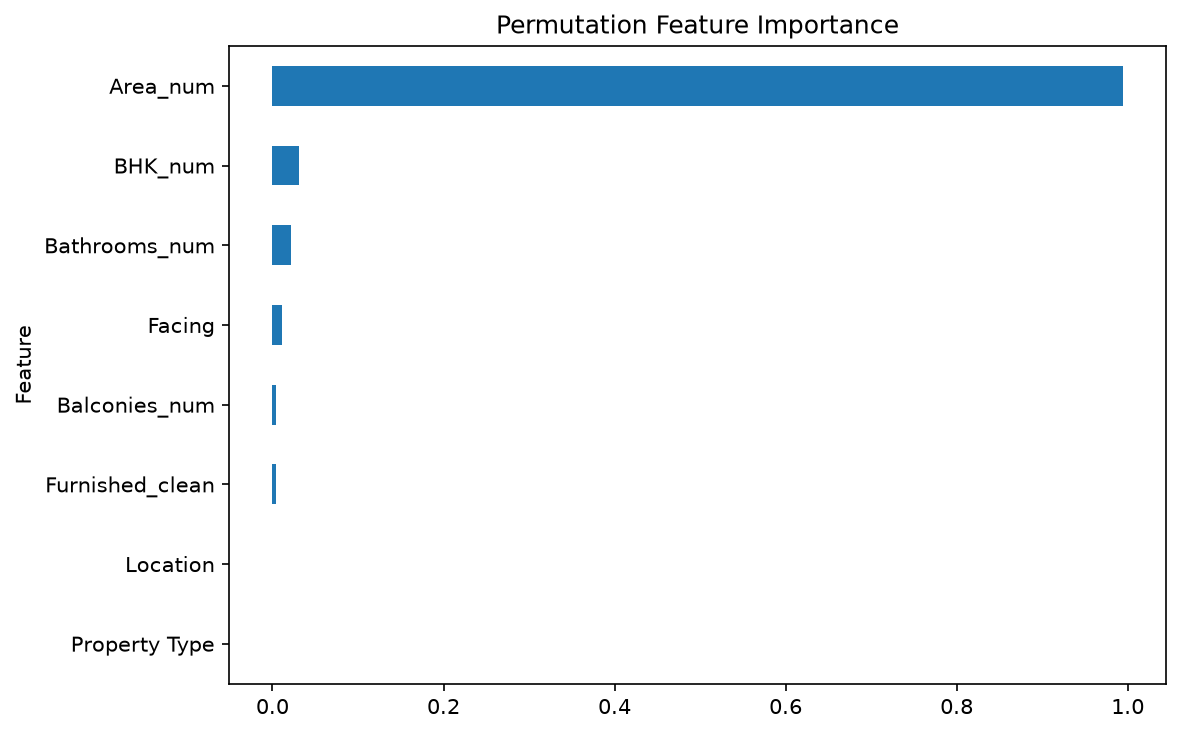 Permutation Feature Importance
Area_num
BHK_num
Bathrooms_num
Facing
Balconies_num
Furnished_clean
Location
Property Type
Feature
0.0 0.2 0.4 0.6 0.8 1.0